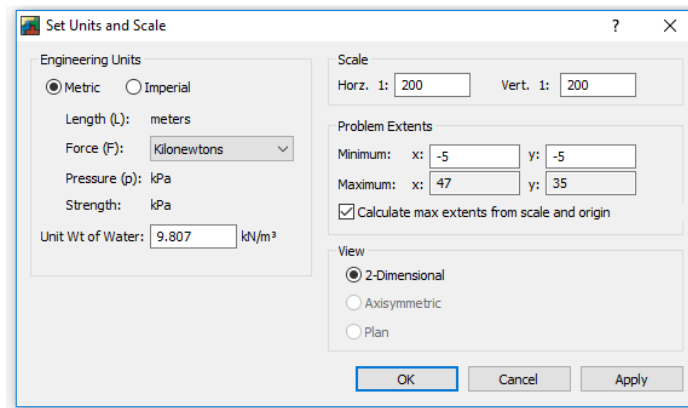 Set Units and Scale
Engineering Units
Metric Imperial
Length (L): meters
Force (F): Kilonewtons
Pressure (p): kPa
Strength: kPa
Unit Wt of Water: 9.807 kN/m³
Scale
Horz. 1: 200 Vert. 1: 200
Problem Extents
Minimum: x: -5 y: -5
Maximum: x: 47 y: 35
Calculate max extents from scale and origin
View
2-Dimensional
Axisymmetric
Plan
OK Cancel Apply